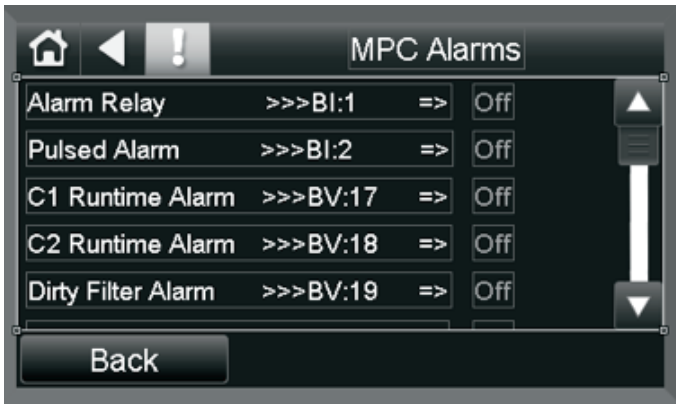 MPC Alarms
Alarm Relay >>>BI:1 => Off
Pulsed Alarm >>>BI:2 => Off
C1 Runtime Alarm >>>BV:17 => Off
C2 Runtime Alarm >>>BV:18 => Off
Dirty Filter Alarm >>>BV:19 => Off
Back